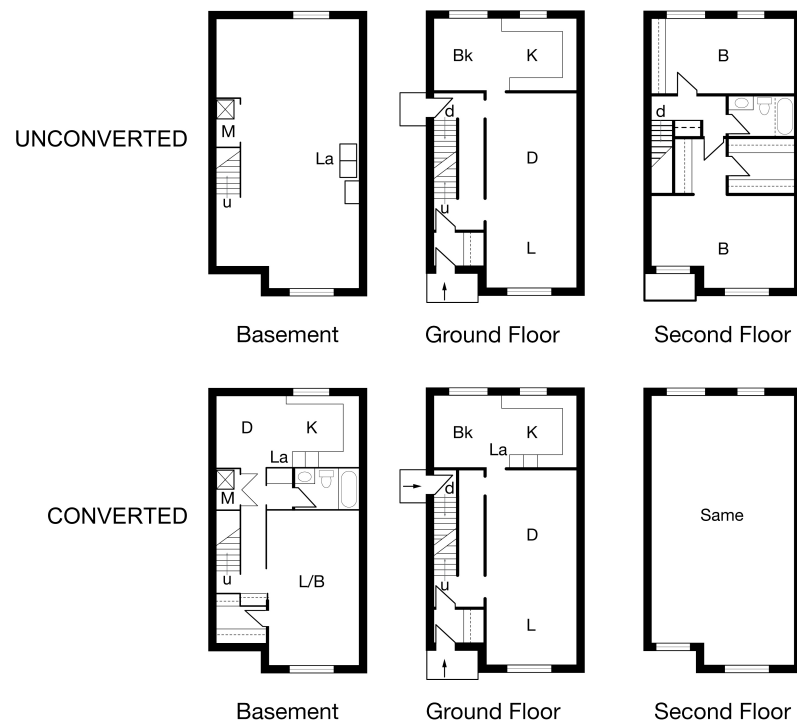 UNCONVERTED
M
La
u
Basement
Bk
K
d
D
u
L
Ground Floor
B
d
B
Second Floor
CONVERTED
D
K
La
M
u
L/B
Basement
Bk
K
La
d
D
u
L
Ground Floor
Same
Second Floor